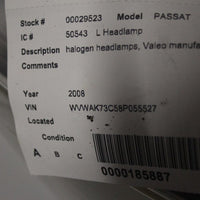 Stock # 00029523 Model PASSAT
IC # 50543 L Headlamp
Description halogen headlamps, Valeo manufa
Comments
Year 2008
VIN WVWAK73C58P055527
Located
Condition
A B C
0000185887